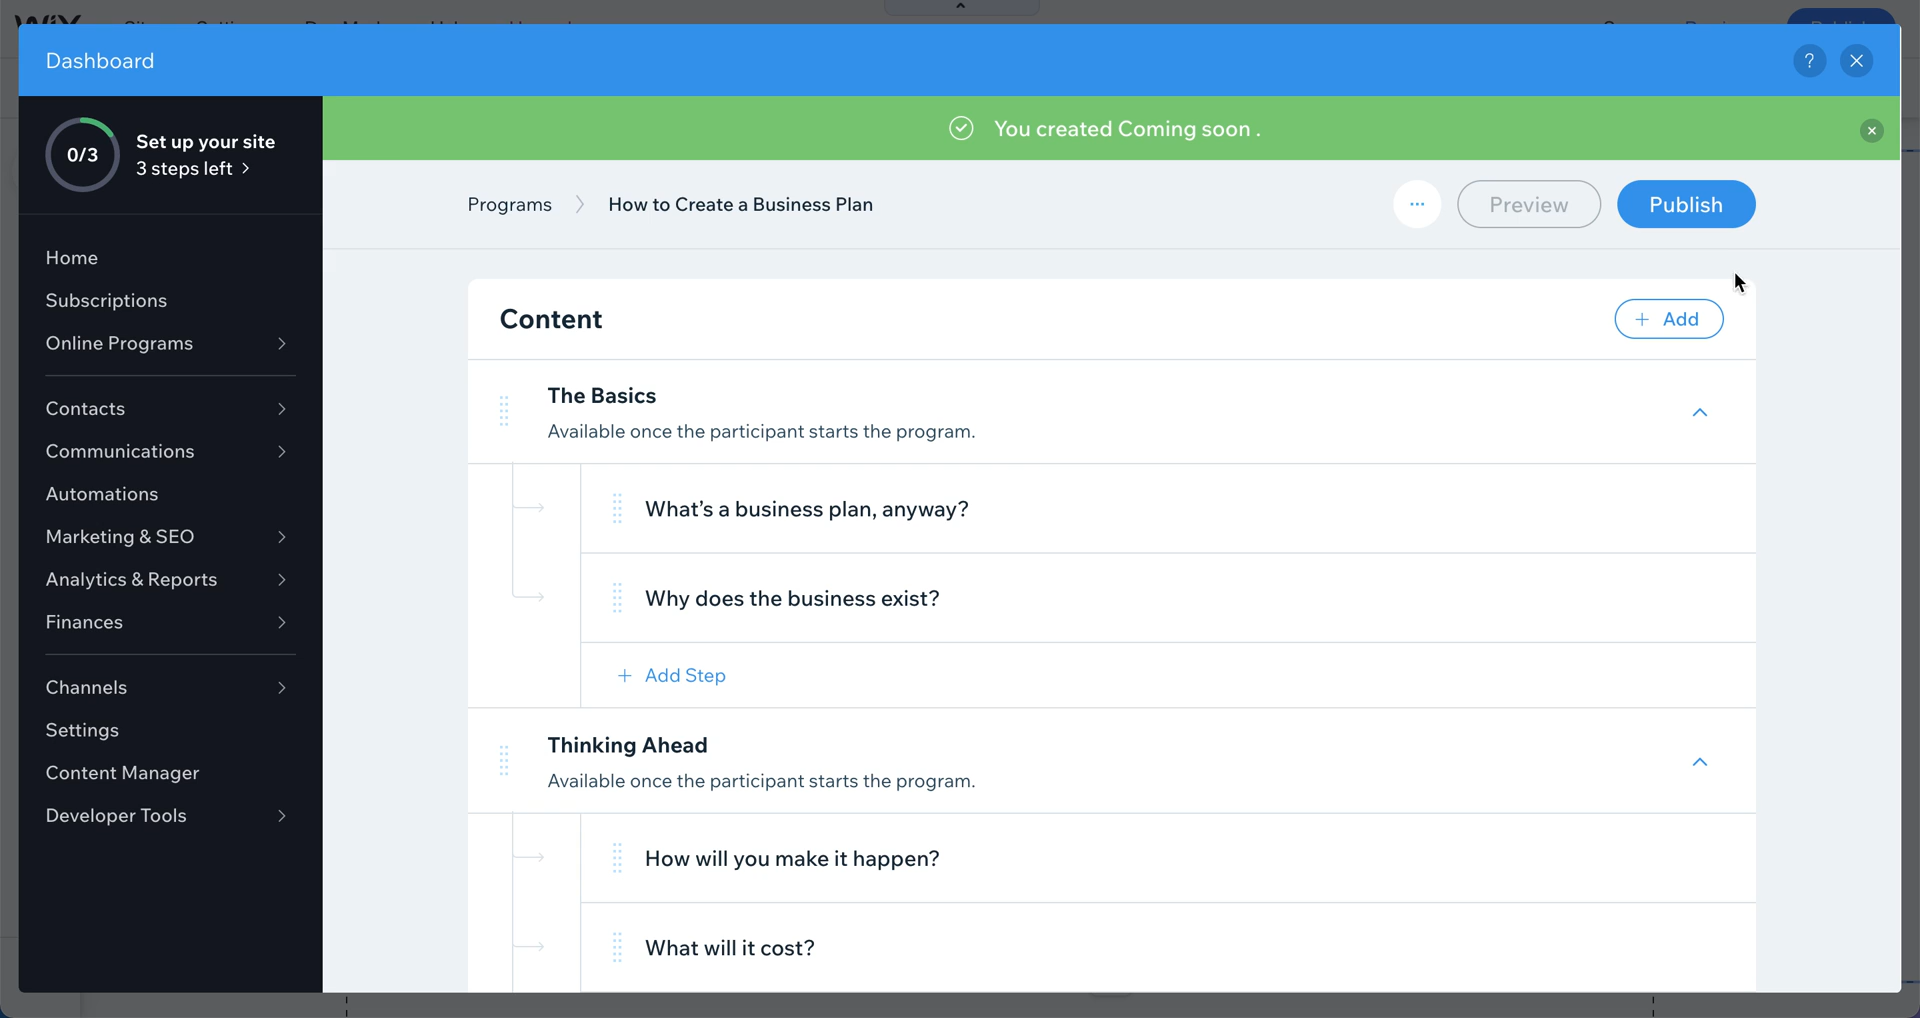 Dashboard
?
You created Coming soon .
0/3
Set up your site
3 steps left >
Programs > How to Create a Business Plan
...
Preview
Publish
Home
Subscriptions
Online Programs
Contacts
Communications
Automations
Marketing & SEO
Analytics & Reports
Finances
Channels
Settings
Content Manager
Developer Tools
Content
+ Add
The Basics
Available once the participant starts the program.
What’s a business plan, anyway?
Why does the business exist?
+ Add Step
Thinking Ahead
Available once the participant starts the program.
How will you make it happen?
What will it cost?